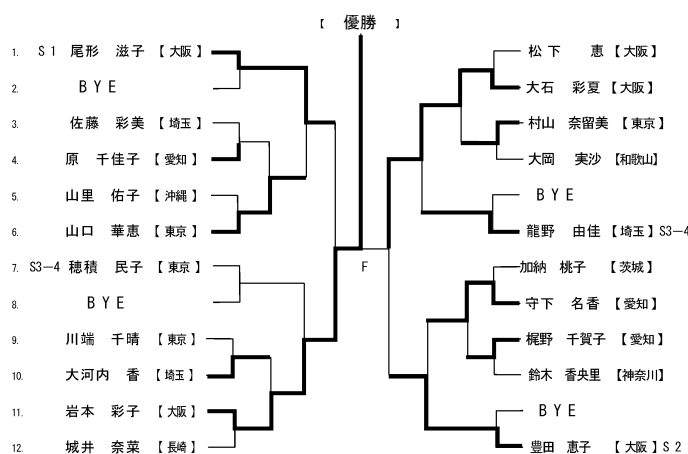 【 優勝 】
1. S1 尾形 滋子 【大阪】
2. BYE
3. 佐藤 彩美 【埼玉】
4. 原 千佳子 【愛知】
5. 山里 佑子 【沖縄】
6. 山口 華恵 【東京】
7. S3-4 穂積 民子 【東京】
8. BYE
9. 川端 千晴 【東京】
10. 大河内 香 【埼玉】
11. 岩本 彩子 【大阪】
12. 城井 奈菜 【長崎】
F
松下 恵 【大阪】
大石 彩夏 【大阪】
村山 奈留美 【東京】
大岡 実沙 【和歌山】
BYE
龍野 由佳 【埼玉】 S3-4
加納 桃子 【茨城】
守下 名香 【愛知】
梶野 千賀子 【愛知】
鈴木 香央里 【神奈川】
BYE
豊田 恵子 【大阪】 S2